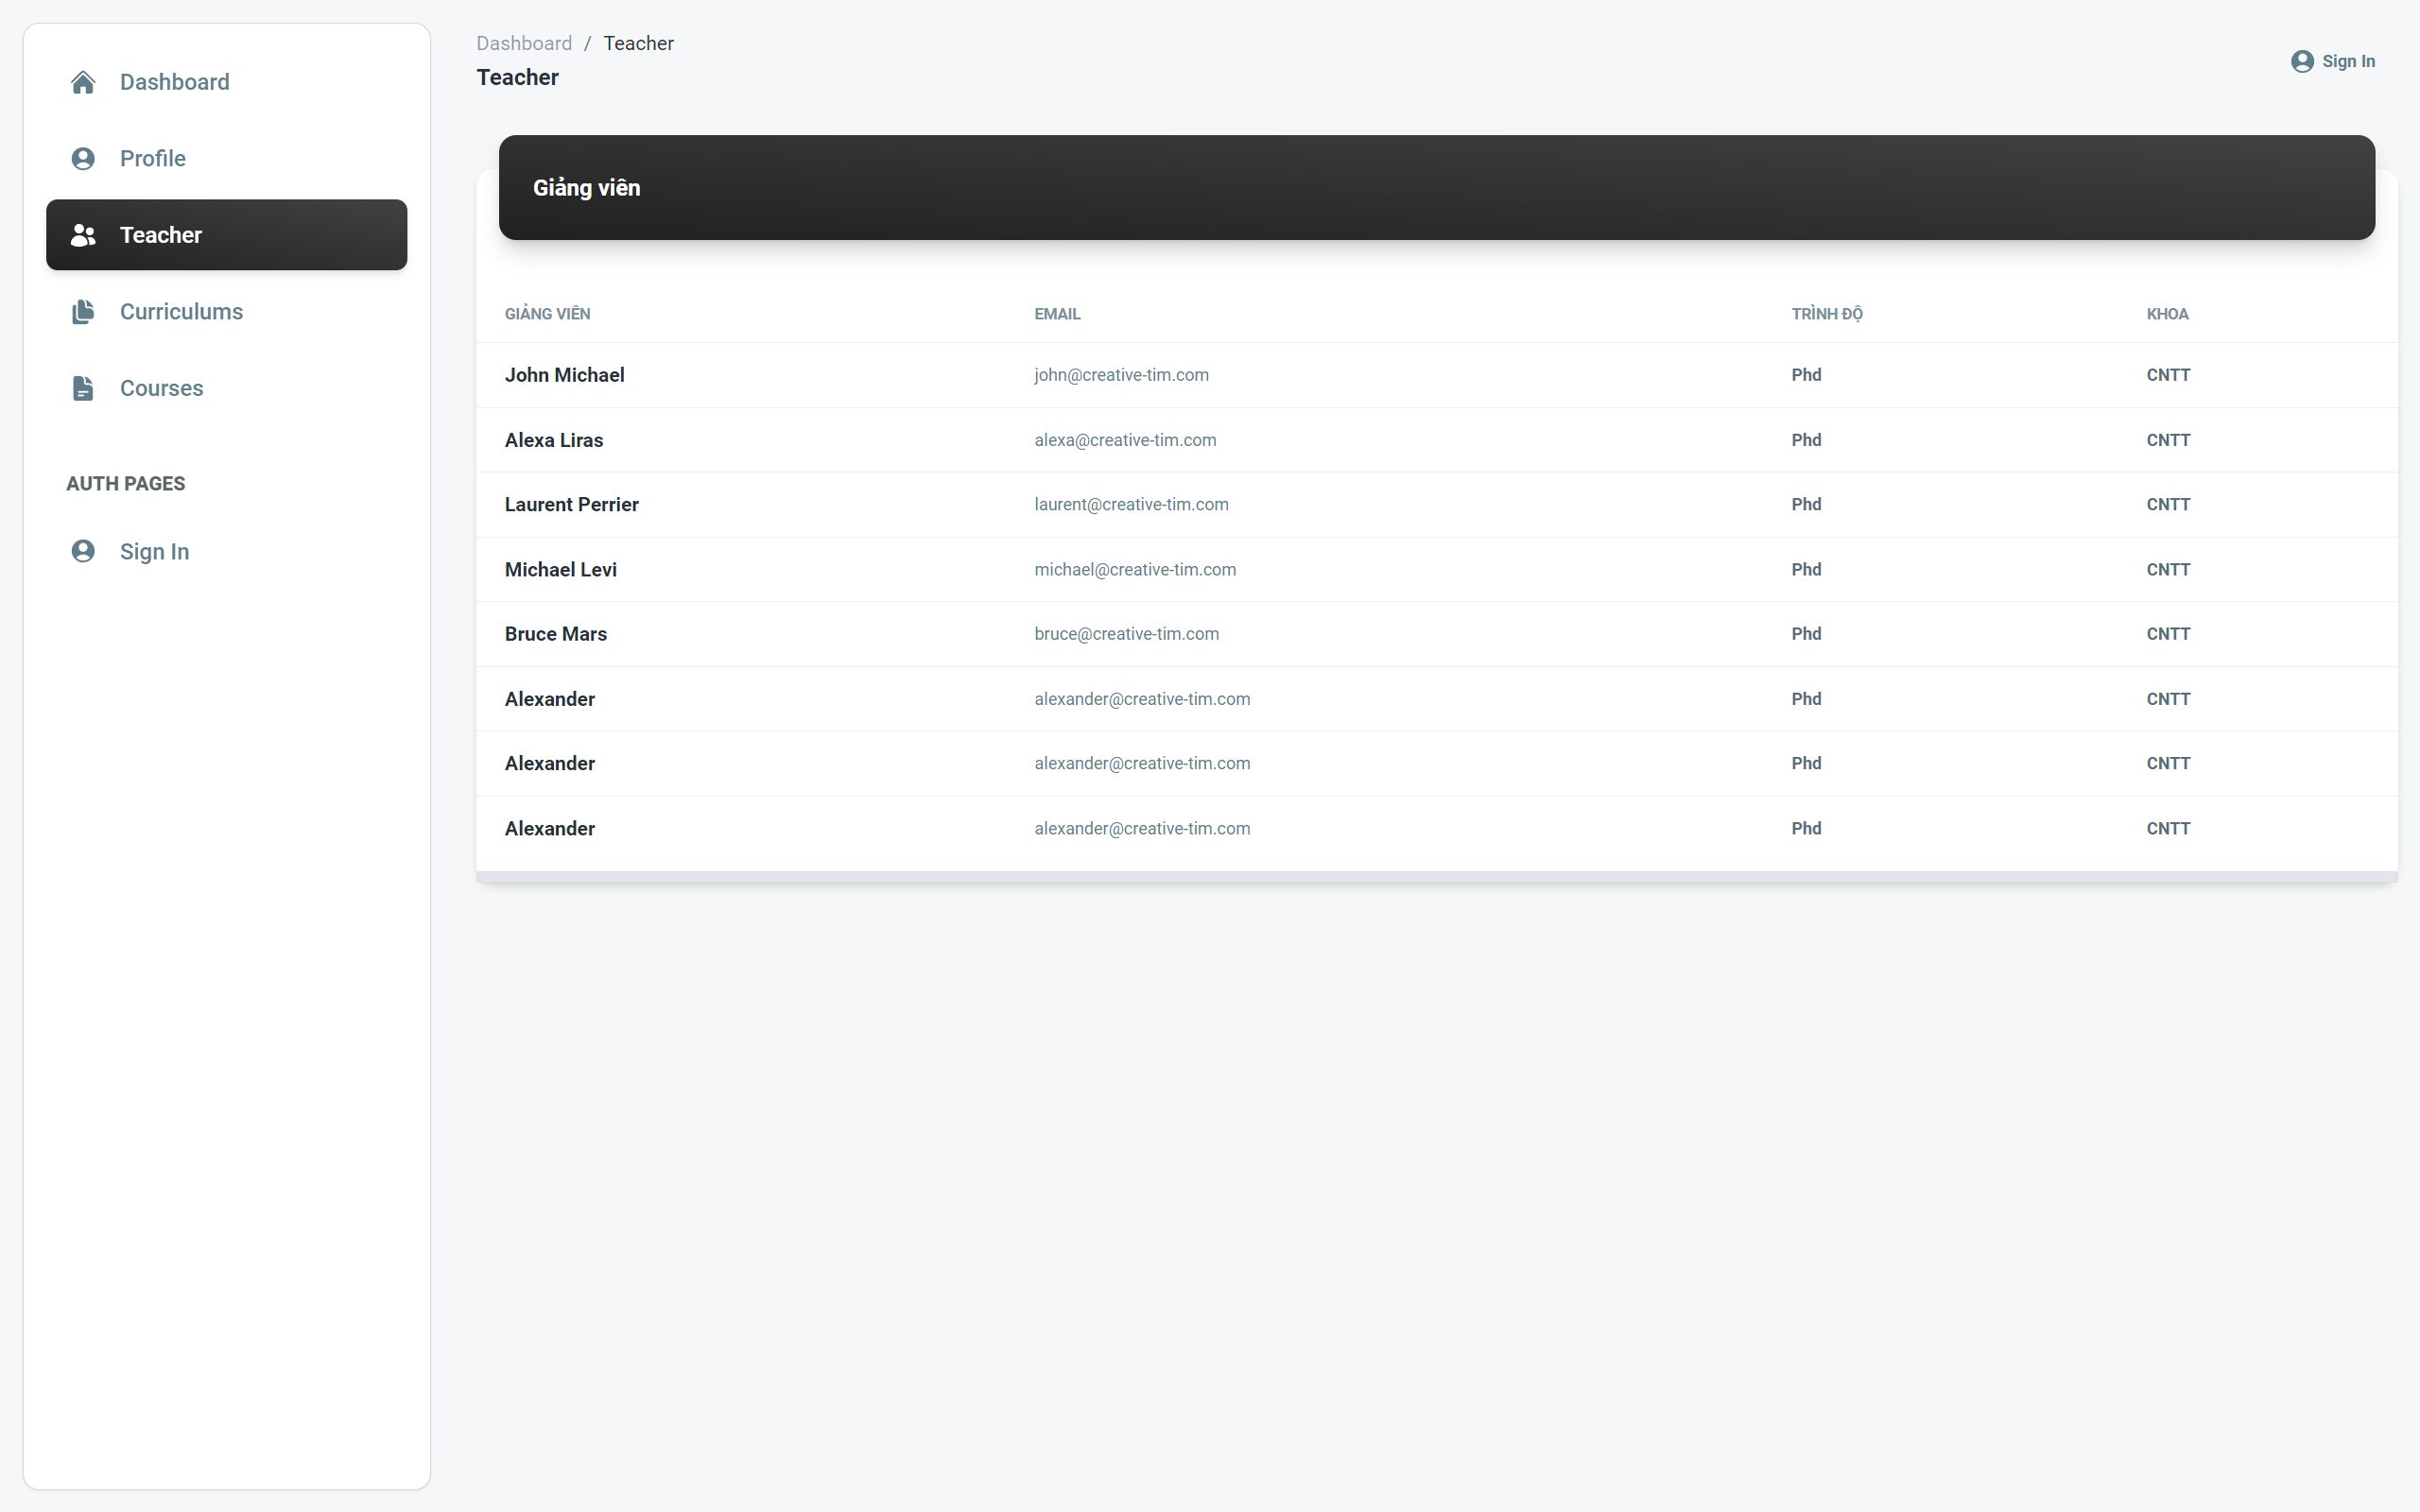 Dashboard
Profile
Teacher
Curriculums
Courses
AUTH PAGES
Sign In
Dashboard / Teacher
Teacher
Sign In
Giảng viên
GIẢNG VIÊN EMAIL TRÌNH ĐỘ KHOA
John Michael john@creative-tim.com Phd CNTT
Alexa Liras alexa@creative-tim.com Phd CNTT
Laurent Perrier laurent@creative-tim.com Phd CNTT
Michael Levi michael@creative-tim.com Phd CNTT
Bruce Mars bruce@creative-tim.com Phd CNTT
Alexander alexander@creative-tim.com Phd CNTT
Alexander alexander@creative-tim.com Phd CNTT
Alexander alexander@creative-tim.com Phd CNTT